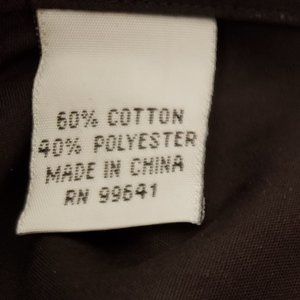 60% COTTON
40% POLYESTER
MADE IN CHINA
RN 99641